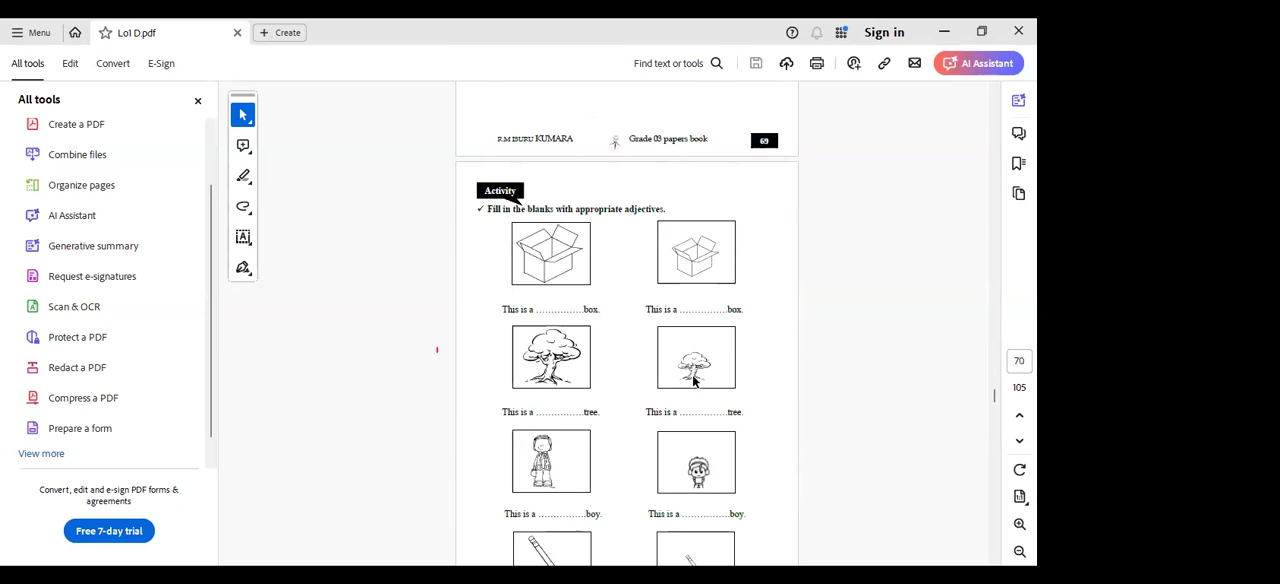 Menu
Lo1 D.pdf
Create
Sign in
All tools
Edit
Convert
E-Sign
Find text or tools
AI Assistant
All tools
Create a PDF
Combine files
Organize pages
AI Assistant
Generative summary
Request e-signatures
Scan & OCR
Protect a PDF
Redact a PDF
Compress a PDF
Prepare a form
View more
Convert, edit and e-sign PDF forms &
agreements
Free 7-day trial
R.M ISURU KUMARA Grade 03 papers book 69
Activity
✓ Fill in the blanks with appropriate adjectives.
This is a ……………box. This is a ……………box.
This is a ……………tree. This is a ……………tree.
This is a ……………boy. This is a ……………boy.
70
105